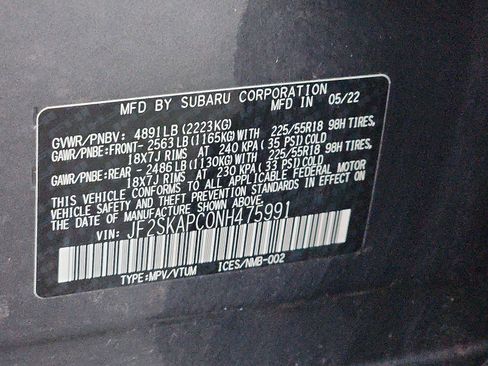 MFD BY SUBARU CORPORATION
MFD IN 05/22
GVWR/PNBV: 4891LB(2223KG)
GAWR/PNBE:FRONT- 2563LB(1165KG)WITH 225/55R18 98H TIRES,
18X7J RIMS AT 240 KPA(35 PSI)COLD
GAWR/PNBE:REAR - 2486LB(1130KG)WITH 225/55R18 98H TIRES,
18X7J RIMS AT 230 KPA(33 PSI)COLD
THIS VEHICLE CONFORMS TO ALL APPLICABLE FEDERAL MOTOR
VEHICLE SAFETY AND THEFT PREVENTION STANDARDS IN EFFECT ON
THE DATE OF MANUFACTURE SHOWN ABOVE.
VIN: JF2SKAPC0NH475991
TYPE:MPV/VTUM ICES/NMB-002